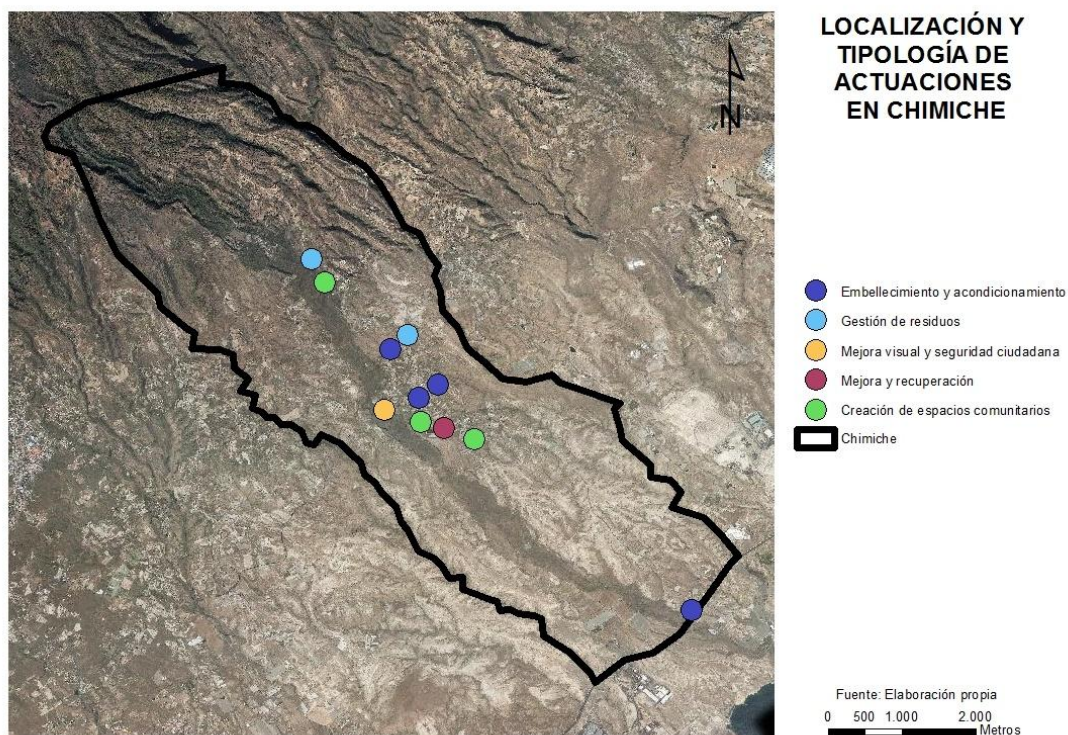 LOCALIZACIÓN Y
TIPOLOGÍA DE
ACTUACIONES
EN CHIMICHE
N
Embellecimiento y acondicionamiento
Gestión de residuos
Mejora visual y seguridad ciudadana
Mejora y recuperación
Creación de espacios comunitarios
Chimiche
Fuente: Elaboración propia
0 500 1.000 2.000
Metros